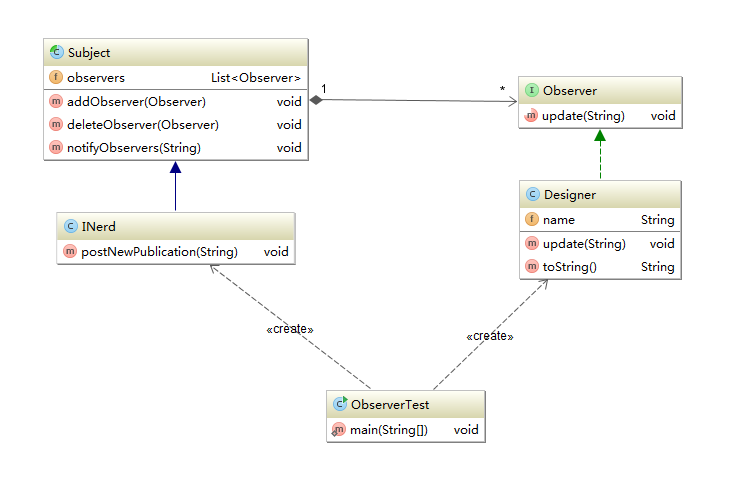 Subject
observers List<Observer>
addObserver(Observer) void
deleteObserver(Observer) void
notifyObservers(String) void
1
*
Observer
update(String) void
INerd
postNewPublication(String) void
Designer
name String
update(String) void
toString() String
«create»
«create»
ObserverTest
main(String[]) void